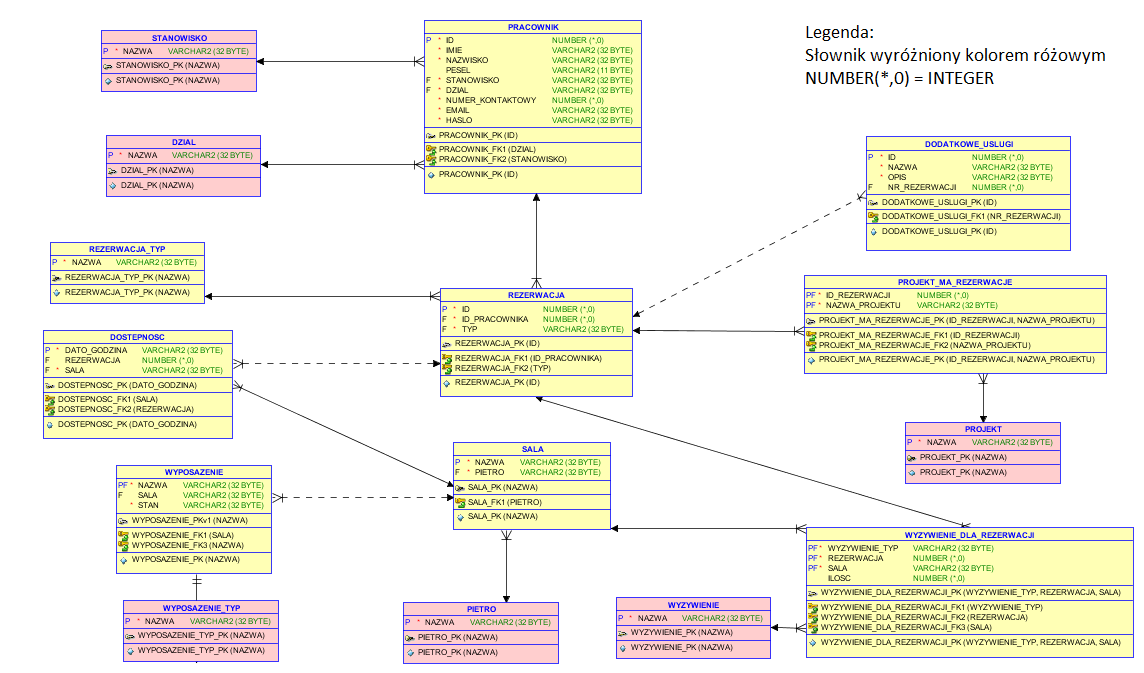 Legenda:
Słownik wyróżniony kolorem różowym
NUMBER(*,0) = INTEGER
STANOWISKO
P * NAZWA VARCHAR2 (32 BYTE)
STANOWISKO_PK (NAZWA)
STANOWISKO_PK (NAZWA)
PRACOWNIK
P * ID NUMBER (*,0)
* IMIE VARCHAR2 (32 BYTE)
* NAZWISKO VARCHAR2 (32 BYTE)
PESEL VARCHAR2 (11 BYTE)
F * STANOWISKO VARCHAR2 (32 BYTE)
F * DZIAL VARCHAR2 (32 BYTE)
* NUMER_KONTAKTOWY NUMBER (*,0)
* EMAIL VARCHAR2 (32 BYTE)
* HASLO VARCHAR2 (32 BYTE)
PRACOWNIK_PK (ID)
PRACOWNIK_FK1 (DZIAL)
PRACOWNIK_FK2 (STANOWISKO)
PRACOWNIK_PK (ID)
DZIAL
P * NAZWA VARCHAR2 (32 BYTE)
DZIAL_PK (NAZWA)
DZIAL_PK (NAZWA)
DODATKOWE_USLUGI
P * ID NUMBER (*,0)
* NAZWA VARCHAR2 (32 BYTE)
* OPIS VARCHAR2 (32 BYTE)
F NR_REZERWACJI NUMBER (*,0)
DODATKOWE_USLUGI_PK (ID)
DODATKOWE_USLUGI_FK1 (NR_REZERWACJI)
DODATKOWE_USLUGI_PK (ID)
REZERWACJA_TYP
P * NAZWA VARCHAR2 (32 BYTE)
REZERWACJA_TYP_PK (NAZWA)
REZERWACJA_TYP_PK (NAZWA)
REZERWACJA
P * ID NUMBER (*,0)
F * ID_PRACOWNIKA NUMBER (*,0)
F * TYP VARCHAR2 (32 BYTE)
REZERWACJA_PK (ID)
REZERWACJA_FK1 (ID_PRACOWNIKA)
REZERWACJA_FK2 (TYP)
REZERWACJA_PK (ID)
PROJEKT_MA_REZERWACJE
PF * ID_REZERWACJI NUMBER (*,0)
PF * NAZWA_PROJEKTU VARCHAR2 (32 BYTE)
PROJEKT_MA_REZERWACJE_PK (ID_REZERWACJI, NAZWA_PROJEKTU)
PROJEKT_MA_REZERWACJE_FK1 (ID_REZERWACJI)
PROJEKT_MA_REZERWACJE_FK2 (NAZWA_PROJEKTU)
PROJEKT_MA_REZERWACJE_PK (ID_REZERWACJI, NAZWA_PROJEKTU)
DOSTEPNOSC
P * DATO_GODZINA VARCHAR2 (32 BYTE)
F REZERWACJA NUMBER (*,0)
F * SALA VARCHAR2 (32 BYTE)
DOSTEPNOSC_PK (DATO_GODZINA)
DOSTEPNOSC_FK1 (SALA)
DOSTEPNOSC_FK2 (REZERWACJA)
DOSTEPNOSC_PK (DATO_GODZINA)
PROJEKT
P * NAZWA VARCHAR2 (32 BYTE)
PROJEKT_PK (NAZWA)
PROJEKT_PK (NAZWA)
SALA
P * NAZWA VARCHAR2 (32 BYTE)
F * PIETRO VARCHAR2 (32 BYTE)
SALA_PK (NAZWA)
SALA_FK1 (PIETRO)
SALA_PK (NAZWA)
WYPOSAZENIE
PF * NAZWA VARCHAR2 (32 BYTE)
F SALA VARCHAR2 (32 BYTE)
* STAN VARCHAR2 (32 BYTE)
WYPOSAZENIE_PKv1 (NAZWA)
WYPOSAZENIE_FK1 (SALA)
WYPOSAZENIE_FK3 (NAZWA)
WYPOSAZENIE_PK (NAZWA)
WYZYWIENIE_DLA_REZERWACJI
PF * WYZYWIENIE_TYP VARCHAR2 (32 BYTE)
PF * REZERWACJA NUMBER (*,0)
PF * SALA VARCHAR2 (32 BYTE)
ILOSC NUMBER (*,0)
WYZYWIENIE_DLA_REZERWACJI_PK (WYZYWIENIE_TYP, REZERWACJA, SALA)
WYZYWIENIE_DLA_REZERWACJI_FK1 (WYZYWIENIE_TYP)
WYZYWIENIE_DLA_REZERWACJI_FK2 (REZERWACJA)
WYZYWIENIE_DLA_REZERWACJI_FK3 (SALA)
WYZYWIENIE_DLA_REZERWACJI_PK (WYZYWIENIE_TYP, REZERWACJA, SALA)
WYPOSAZENIE_TYP
P * NAZWA VARCHAR2 (32 BYTE)
WYPOSAZENIE_TYP_PK (NAZWA)
WYPOSAZENIE_TYP_PK (NAZWA)
PIETRO
P * NAZWA VARCHAR2 (32 BYTE)
PIETRO_PK (NAZWA)
PIETRO_PK (NAZWA)
WYZYWIENIE
P * NAZWA VARCHAR2 (32 BYTE)
WYZYWIENIE_PK (NAZWA)
WYZYWIENIE_PK (NAZWA)